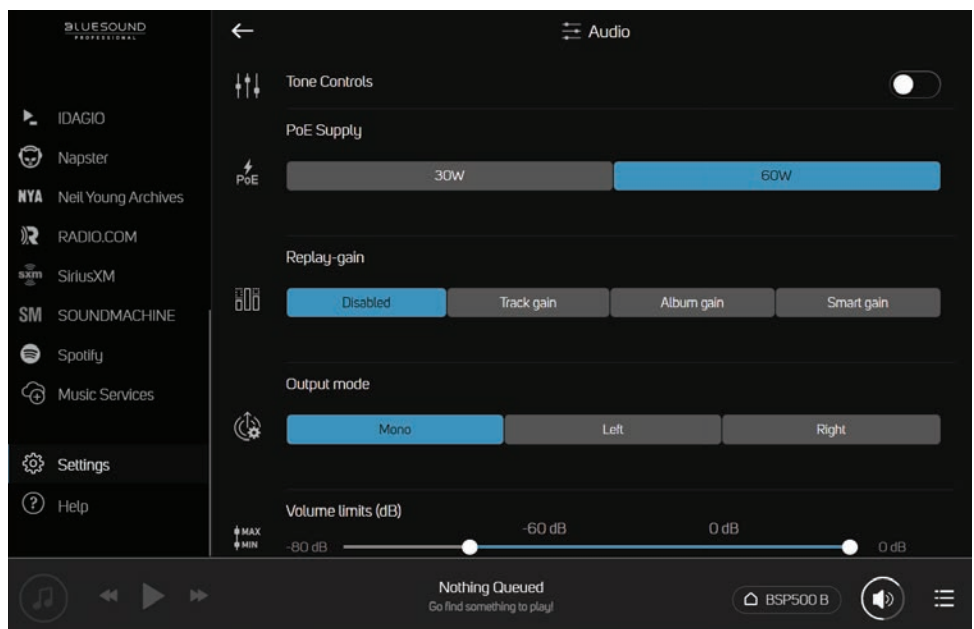 BLUESOUND
PROFESSIONAL
IDAGIO
Napster
NYA Neil Young Archives
RADIO.COM
sxm SiriusXM
SM SOUNDMACHINE
Spotify
Music Services
Settings
? Help
Audio
Tone Controls
PoE Supply
PoE
30W 60W
Replay-gain
Disabled Track gain Album gain Smart gain
Output mode
Mono Left Right
Volume limits (dB)
-60 dB 0 dB
MAX
MIN
-80 dB 0 dB
Nothing Queued
Go find something to play!
BSP500 B